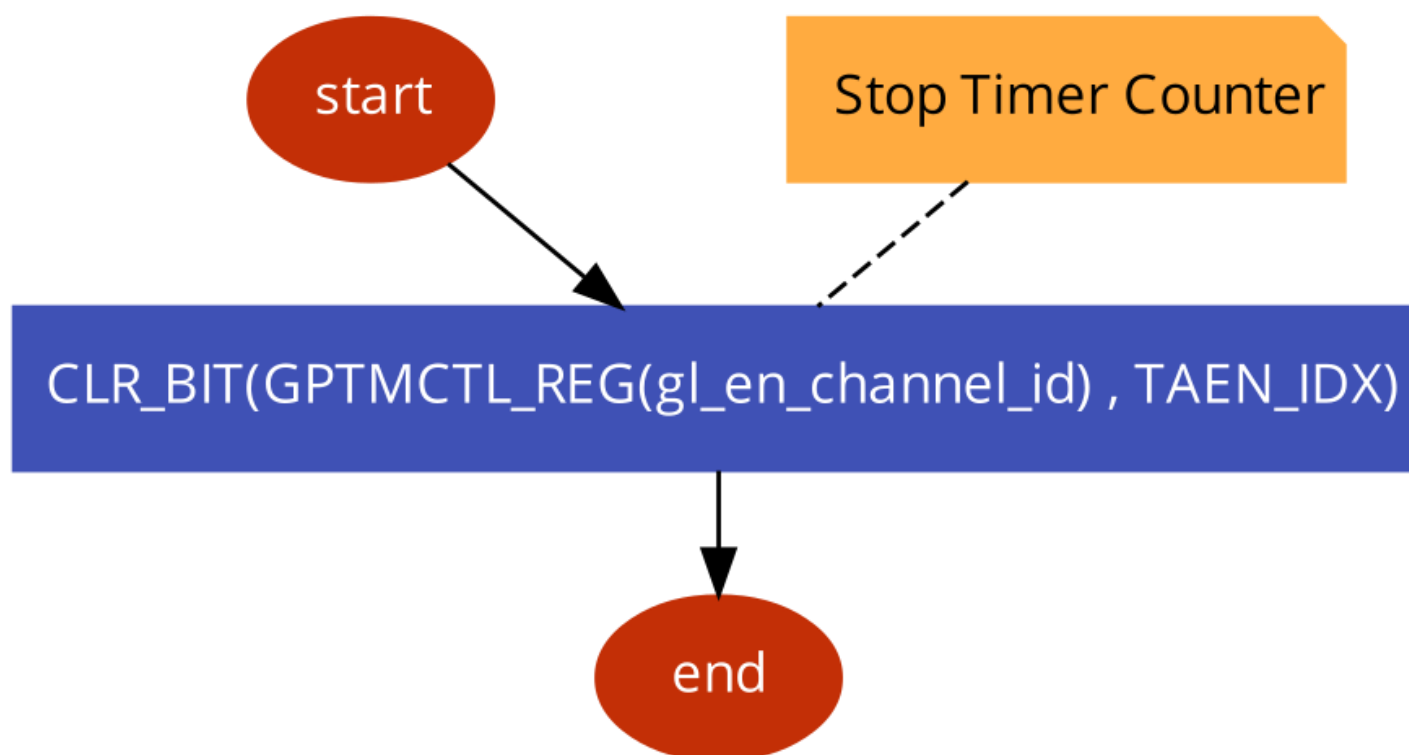 start
Stop Timer Counter
CLR_BIT(GPTMCTL_REG(gl_en_channel_id) , TAEN_IDX)
end